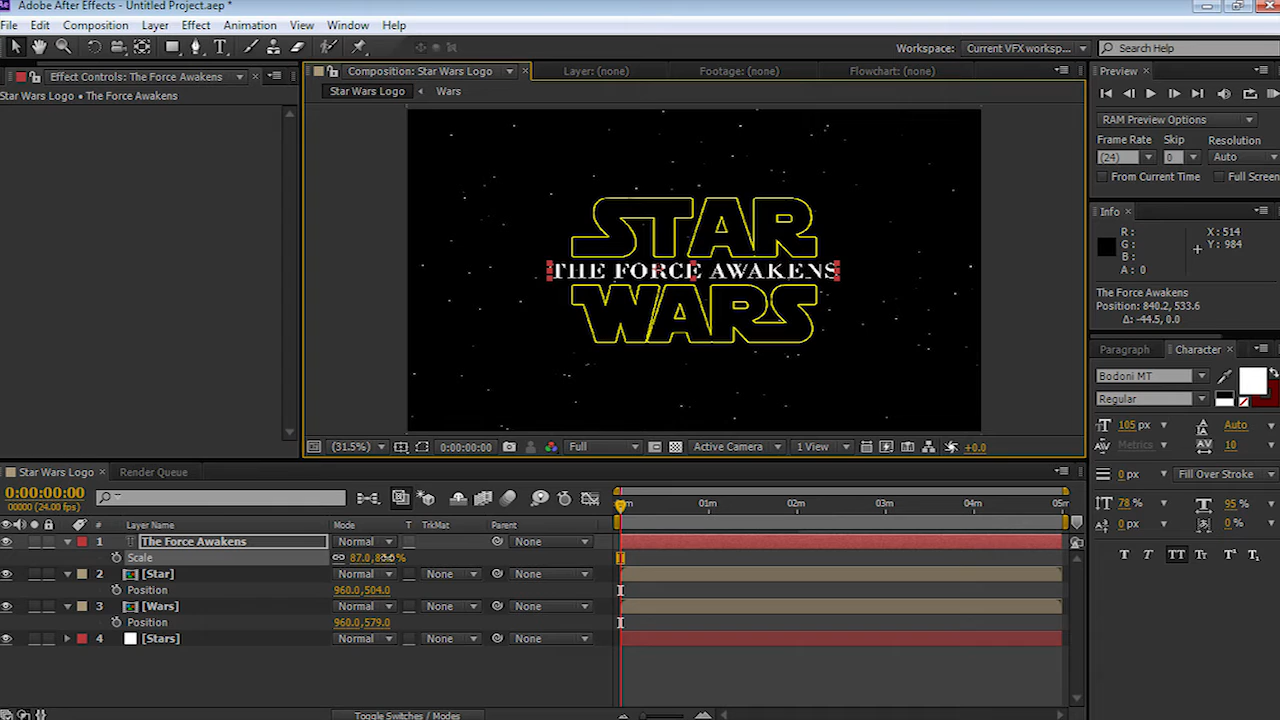 Adobe After Effects - Untitled Project.aep *
File Edit Composition Layer Effect Animation View Window Help
Workspace: Current VFX worksp... Search Help
Effect Controls: The Force Awakens
Star Wars Logo • The Force Awakens
Composition: Star Wars Logo Layer: (none) Footage: (none) Flowchart: (none)
Star Wars Logo Wars
STAR
THE FORCE AWAKENS
WARS
(31.5%) 0:00:00:00 Full Active Camera 1 View +0.0
Preview
RAM Preview Options
Frame Rate Skip Resolution
(24) 0 Auto
From Current Time Full Screen
Info
R: X: 514
G: Y: 984
B:
A: 0
The Force Awakens
Position: 840.2, 533.6
Δ: -44.5, 0.0
Paragraph Character
Bodoni MT
Regular
105 px Auto
Metrics 10
0 px Fill Over Stroke
78 % 95 %
0 px 0 %
T T TT Tr T¹ T₁
Star Wars Logo Render Queue
0:00:00:00
00000 (24.00 fps)
01m 02m 03m 04m 05m
Layer Name Mode T TrkMat Parent
1 The Force Awakens Normal None
Scale 87.0
2 [Star] Normal None None
Position 960.0,504.0
3 [Wars] Normal None None
Position 960.0,579.0
4 [Stars] Normal None None
Toggle Switches / Modes